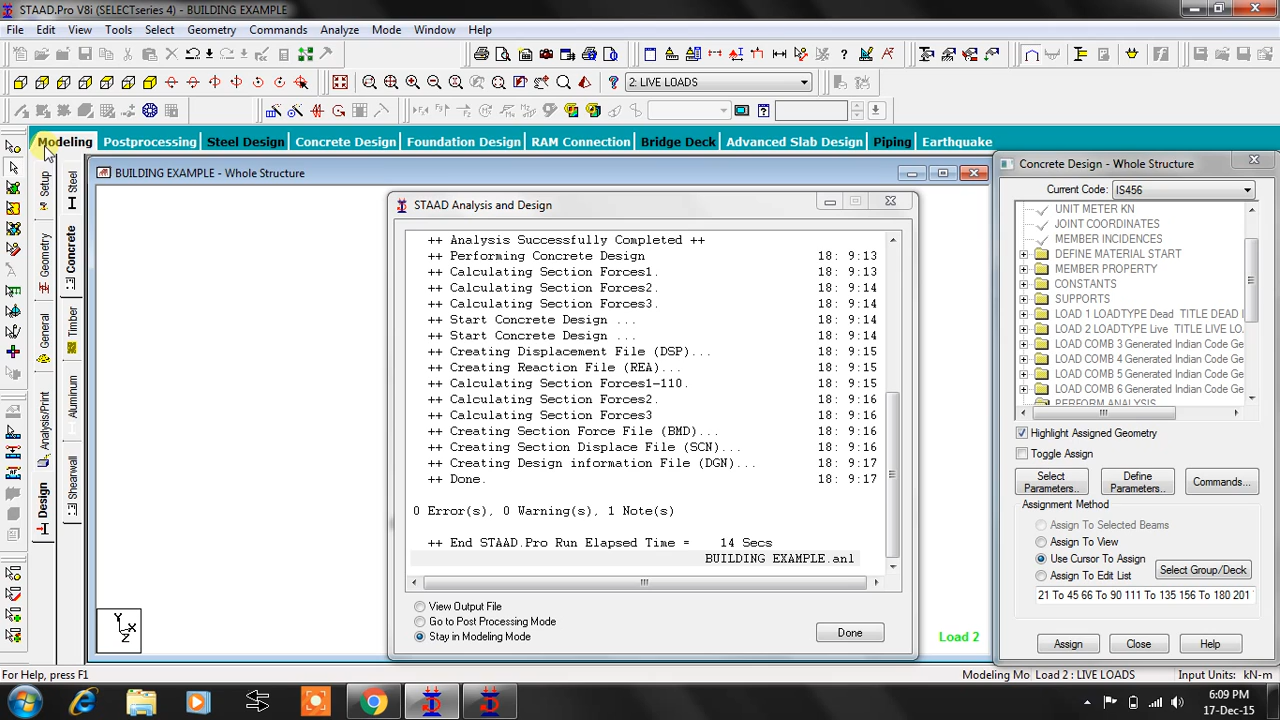 STAAD.Pro V8i (SELECTseries 4) - BUILDING EXAMPLE
File Edit View Tools Select Geometry Commands Analyze Mode Window Help
2: LIVE LOADS
Modeling Postprocessing Steel Design Concrete Design Foundation Design RAM Connection Bridge Deck Advanced Slab Design Piping Earthquake
Setup
Geometry
General
Analysis/Print
Design
Steel
Concrete
Timber
Aluminum
Shearwall
BUILDING EXAMPLE - Whole Structure
STAAD Analysis and Design
++ Analysis Successfully Completed ++
++ Performing Concrete Design 18: 9:13
++ Calculating Section Forces1. 18: 9:13
++ Calculating Section Forces2. 18: 9:14
++ Calculating Section Forces3. 18: 9:14
++ Start Concrete Design ... 18: 9:14
++ Start Concrete Design ... 18: 9:14
++ Creating Displacement File (DSP)... 18: 9:15
++ Creating Reaction File (REA)... 18: 9:15
++ Calculating Section Forces1-110. 18: 9:15
++ Calculating Section Forces2. 18: 9:16
++ Calculating Section Forces3 18: 9:16
++ Creating Section Force File (BMD)... 18: 9:16
++ Creating Section Displace File (SCN)... 18: 9:16
++ Creating Design information File (DGN)... 18: 9:17
++ Done. 18: 9:17
0 Error(s), 0 Warning(s), 1 Note(s)
++ End STAAD.Pro Run Elapsed Time = 14 Secs
BUILDING EXAMPLE.anl
View Output File
Go to Post Processing Mode
Stay in Modeling Mode
Done
Y
X
Z
Load 2
Concrete Design - Whole Structure
Current Code: IS456
UNIT METER KN
JOINT COORDINATES
MEMBER INCIDENCES
DEFINE MATERIAL START
MEMBER PROPERTY
CONSTANTS
SUPPORTS
LOAD 1 LOADTYPE Dead TITLE DEAD
LOAD 2 LOADTYPE Live TITLE LIVE LO.
LOAD COMB 3 Generated Indian Code Ge
LOAD COMB 4 Generated Indian Code Ge
LOAD COMB 5 Generated Indian Code Ge
LOAD COMB 6 Generated Indian Code Ge
PERFORM ANALYSIS
Highlight Assigned Geometry
Toggle Assign
Select Parameters.. Define Parameters.. Commands...
Assignment Method
Assign To Selected Beams
Assign To View
Use Cursor To Assign
Select Group/Deck
Assign To Edit List
21 To 45 66 To 90 111 To 135 156 To 180 201
Assign Close Help
For Help, press F1
Modeling Mo Load 2 : LIVE LOADS Input Units: kN-m
6:09 PM
17-Dec-15